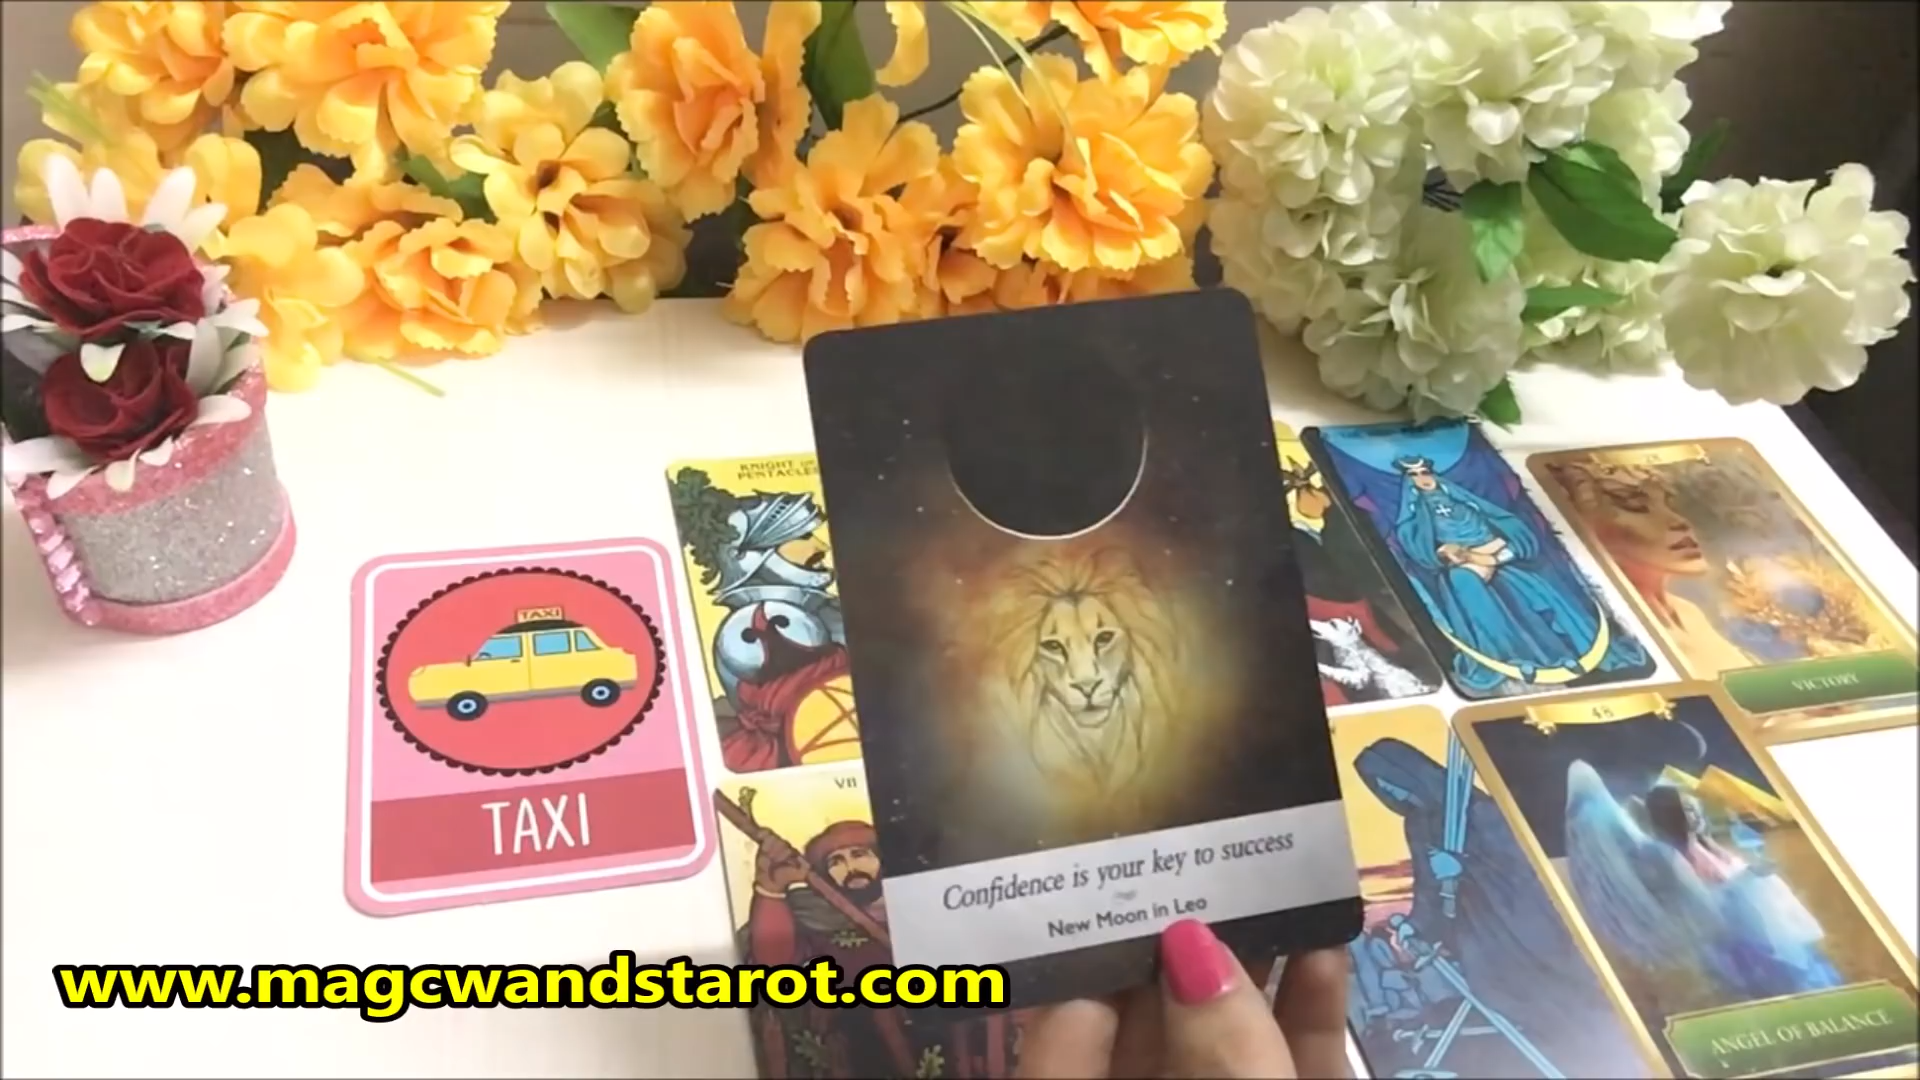 KNIGHT OF
PENTACLES
TAXI
TAXI
VII
Confidence is your key to success
New Moon in Leo
VICTORY
48
ANGEL OF BALANCE
www.magcwandstarot.com